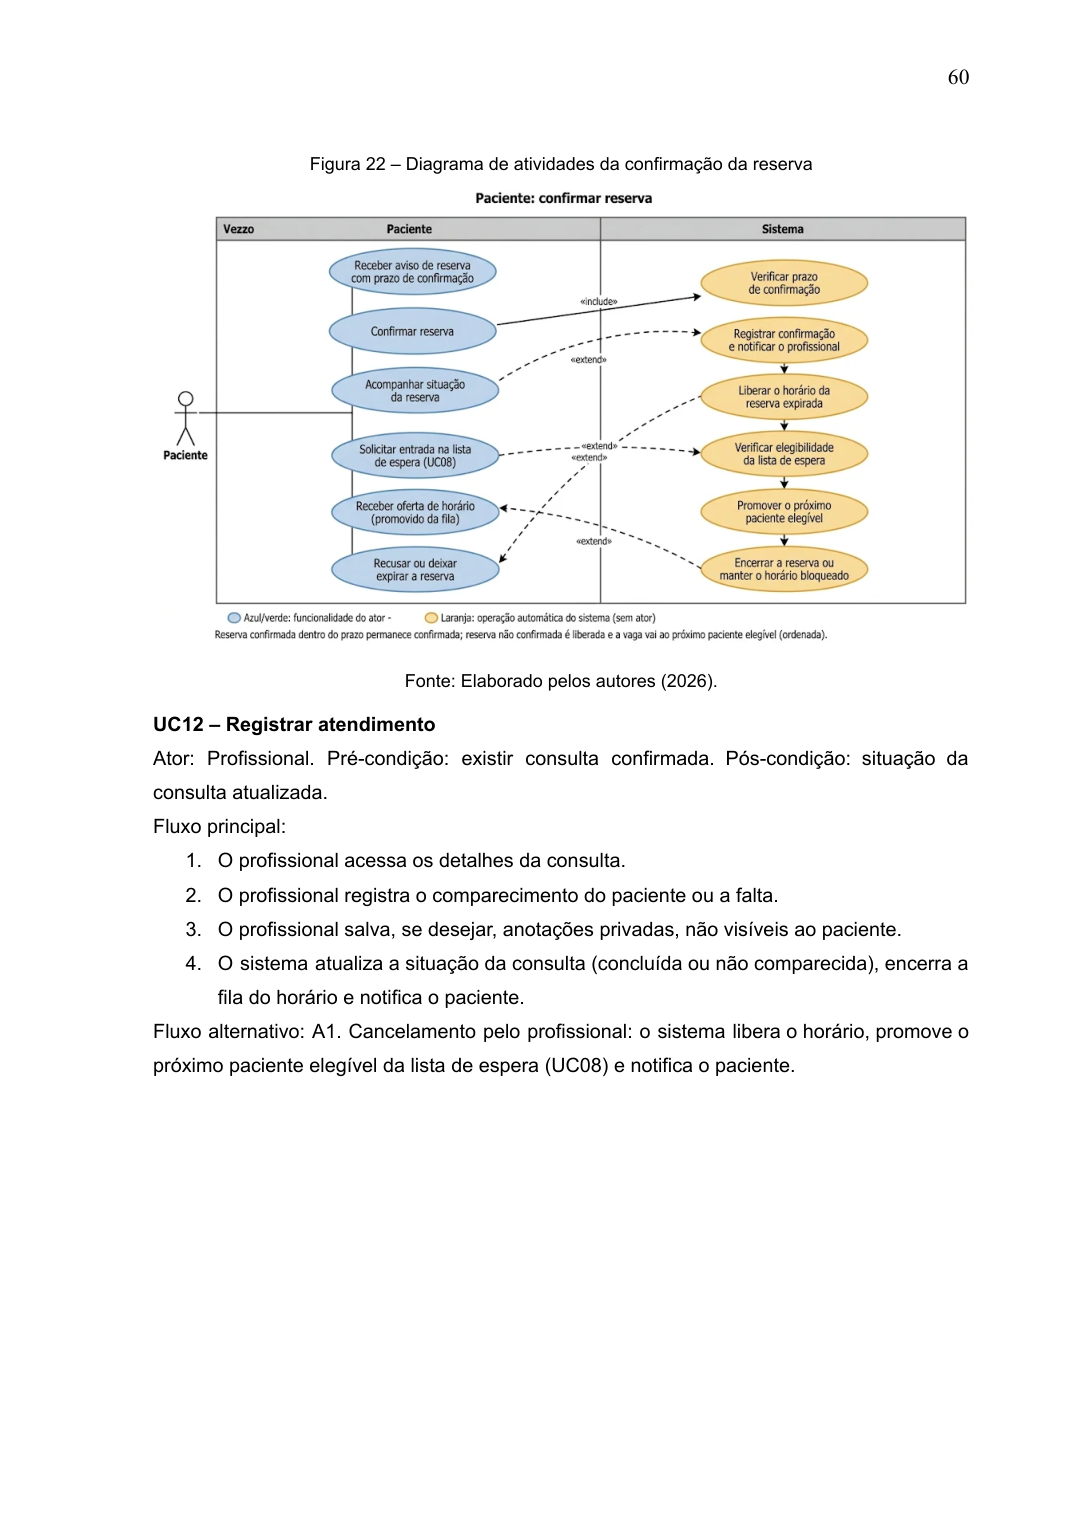 60
Figura 22 – Diagrama de atividades da confirmação da reserva
Paciente: confirmar reserva
Vezzo
Paciente
Sistema
Receber aviso de reserva
com prazo de confirmação
Verificar prazo
de confirmação
«include»
Confirmar reserva
Registrar confirmação
e notificar o profissional
«extend»
Acompanhar situação
da reserva
Liberar o horário da
reserva expirada
Paciente
Solicitar entrada na lista
de espera (UC08)
«extend»
«extend»
Verificar elegibilidade
da lista de espera
Receber oferta de horário
(promovido da fila)
Promover o próximo
paciente elegível
«extend»
Recusar ou deixar
expirar a reserva
Encerrar a reserva ou
manter o horário bloqueado
Azul/verde: funcionalidade do ator -
Laranja: operação automática do sistema (sem ator)
Reserva confirmada dentro do prazo permanece confirmada; reserva não confirmada é liberada e a vaga vai ao próximo paciente elegível (ordenada).
Fonte: Elaborado pelos autores (2026).
UC12 – Registrar atendimento
Ator: Profissional. Pré-condição: existir consulta confirmada. Pós-condição: situação da
consulta atualizada.
Fluxo principal:
1. O profissional acessa os detalhes da consulta.
2. O profissional registra o comparecimento do paciente ou a falta.
3. O profissional salva, se desejar, anotações privadas, não visíveis ao paciente.
4. O sistema atualiza a situação da consulta (concluída ou não comparecida), encerra a
fila do horário e notifica o paciente.
Fluxo alternativo: A1. Cancelamento pelo profissional: o sistema libera o horário, promove o
próximo paciente elegível da lista de espera (UC08) e notifica o paciente.